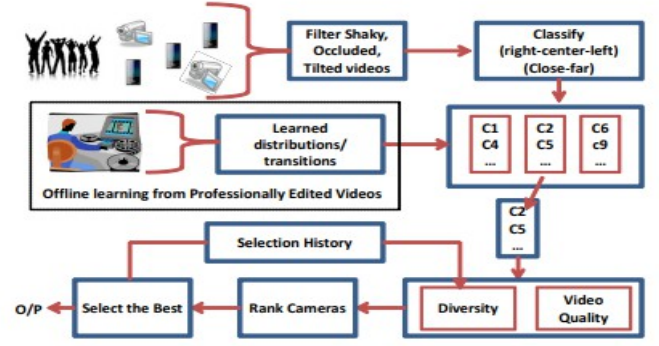 Filter Shaky,
Occluded,
Tilted videos
Classify
(right-center-left)
(Close-far)
Learned
distributions/
transitions
Offline learning from Professionally Edited Videos
C1
C4
...
C2
C5
...
C6
c9
...
C2
C5
...
Selection History
O/P
Select the Best
Rank Cameras
Diversity
Video
Quality